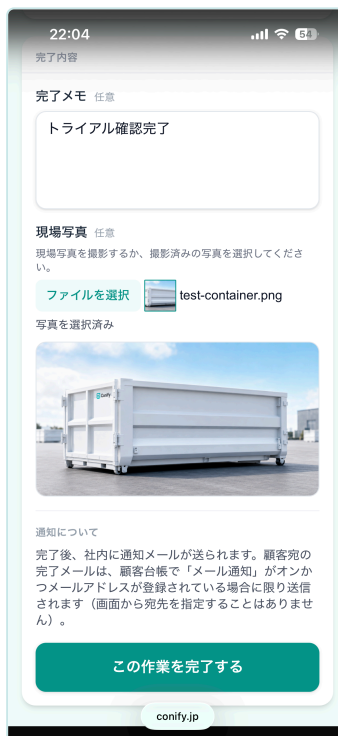 22:04
54
完了内容
完了メモ 任意
トライアル確認完了
現場写真 任意
現場写真を撮影するか、撮影済みの写真を選択してくださ
い。
ファイルを選択 test-container.png
写真を選択済み
Conify
通知について
完了後、社内に通知メールが送られます。顧客宛の
完了メールは、顧客台帳で「メール通知」がオンか
つメールアドレスが登録されている場合に限り送信
されます（画面から宛先を指定することはありませ
ん）。
この作業を完了する
conify.jp